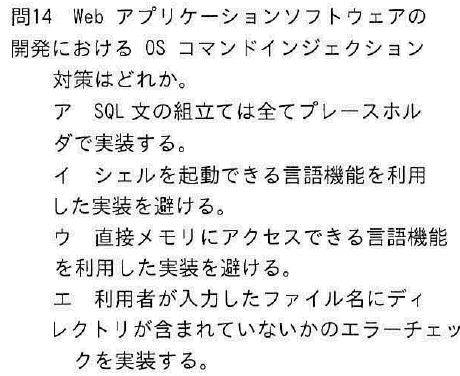 問14 Web アプリケーションソフトウェアの
開発における OS コマンドインジェクション
対策はどれか。
ア SQL 文の組立ては全てプレースホル
ダで実装する。
イ シェルを起動できる言語機能を利用
した実装を避ける。
ウ 直接メモリにアクセスできる言語機能
を利用した実装を避ける。
エ 利用者が入力したファイル名にディ
レクトリが含まれていないかのエラーチェッ
クを実装する。